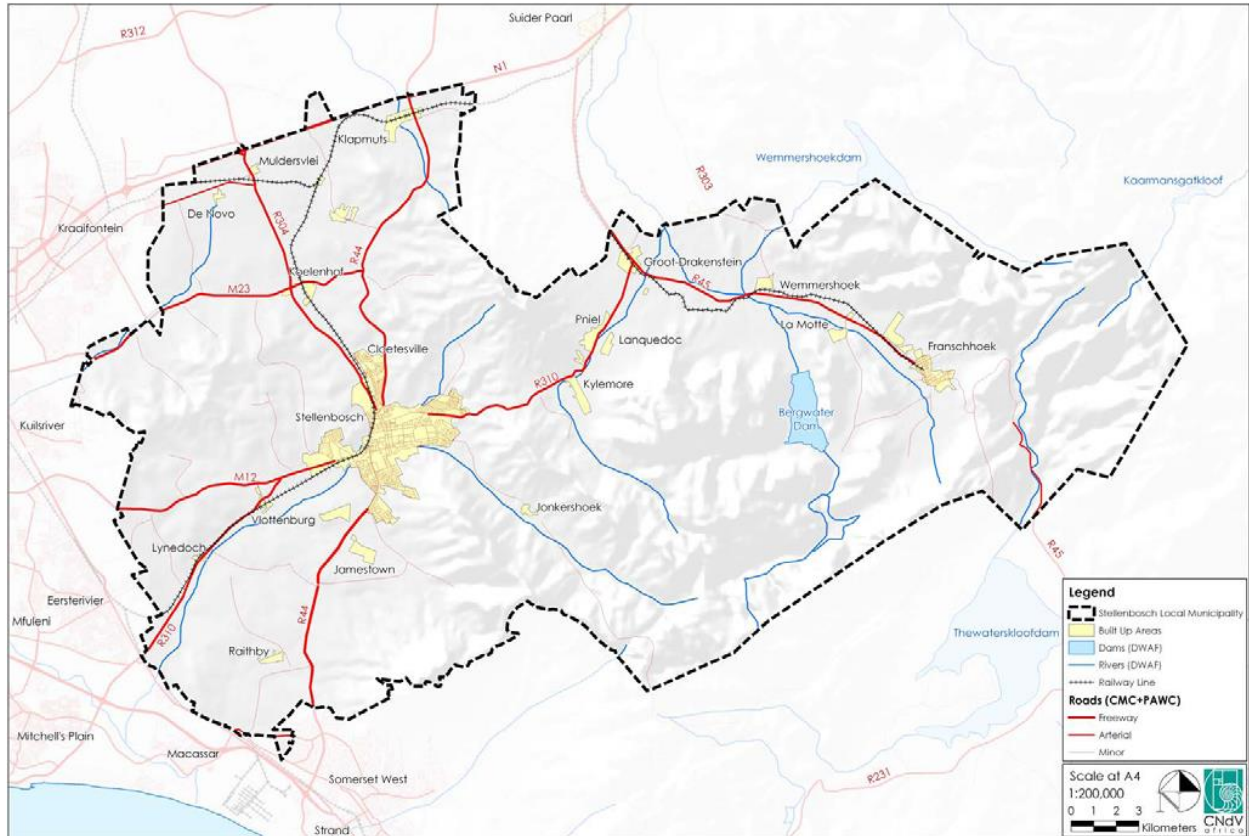 Suider Paarl
R312
N1
Klapmuts
Muldersvlei
Wemmershoekdam
R303
Kaarmansgatkloof
De Novo
Kraaifontein
R304
R44
Groot-Drakenstein
Koelenhof
M23
R45
Wemmershoek
Pniel
La Motte
Lanquedoc
Cloetesville
Franschhoek
R310
Kylemore
Stellenbosch
Bergwater
Dam
Kuilsriver
M12
Vlottenburg
Jonkershoek
Lynedoch
R45
Jamestown
Eersterivier
Mfuleni
R310
R44
Raithby
Thewaterskloofdam
Mitchell's Plain
Macassar
Somerset West
R231
Strand
Legend
Stellenbosch Local Municipality
Built Up Areas
Dams (DWAF)
Rivers (DWAF)
Railway Line
Roads (CMC+PAWC)
Freeway
Arterial
Minor
Scale at A4
1:200,000
0 1 2 3
Kilometers
CNdV
africa